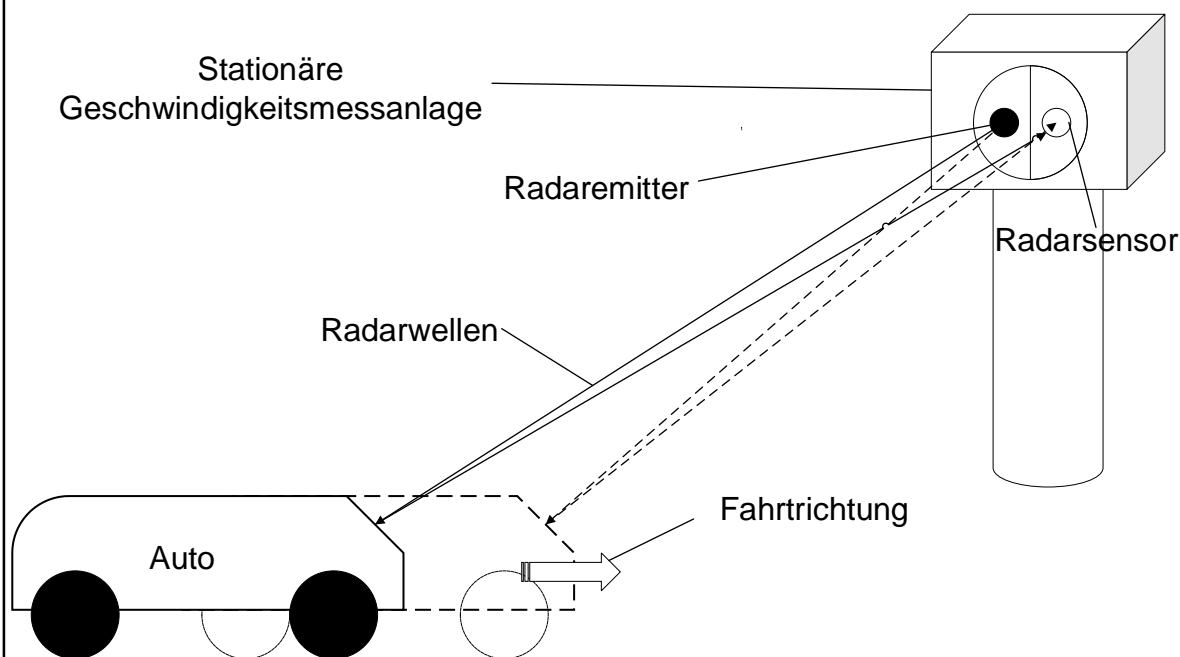 Stationäre
Geschwindigkeitsmessanlage
Radaremitter
Radarsensor
Radarwellen
Fahrtrichtung
Auto